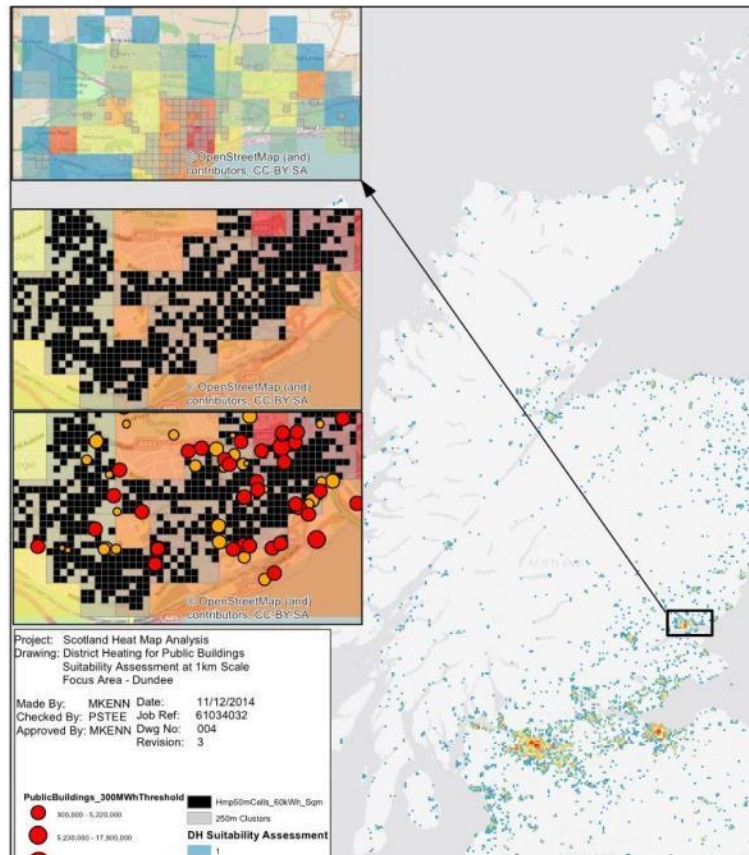 © OpenStreetMap (and)
contributors, CC-BY-SA
© OpenStreetMap (and)
contributors, CC-BY-SA
© OpenStreetMap (and)
contributors, CC-BY-SA
SCOTLAND
Project: Scotland Heat Map Analysis
Drawing: District Heating for Public Buildings
Suitability Assessment at 1km Scale
Focus Area - Dundee
Made By: MKENN Date: 11/12/2014
Checked By: PSTEE Job Ref: 61034032
Approved By: MKENN Dwg No: 004
Revision: 3
PublicBuildings_300MWhThreshold
300,000 - 5,220,000
5,230,000 - 17,900,000
Hmp50mCells_60kWh_Sqm
250m Clusters
DH Suitability Assessment
1